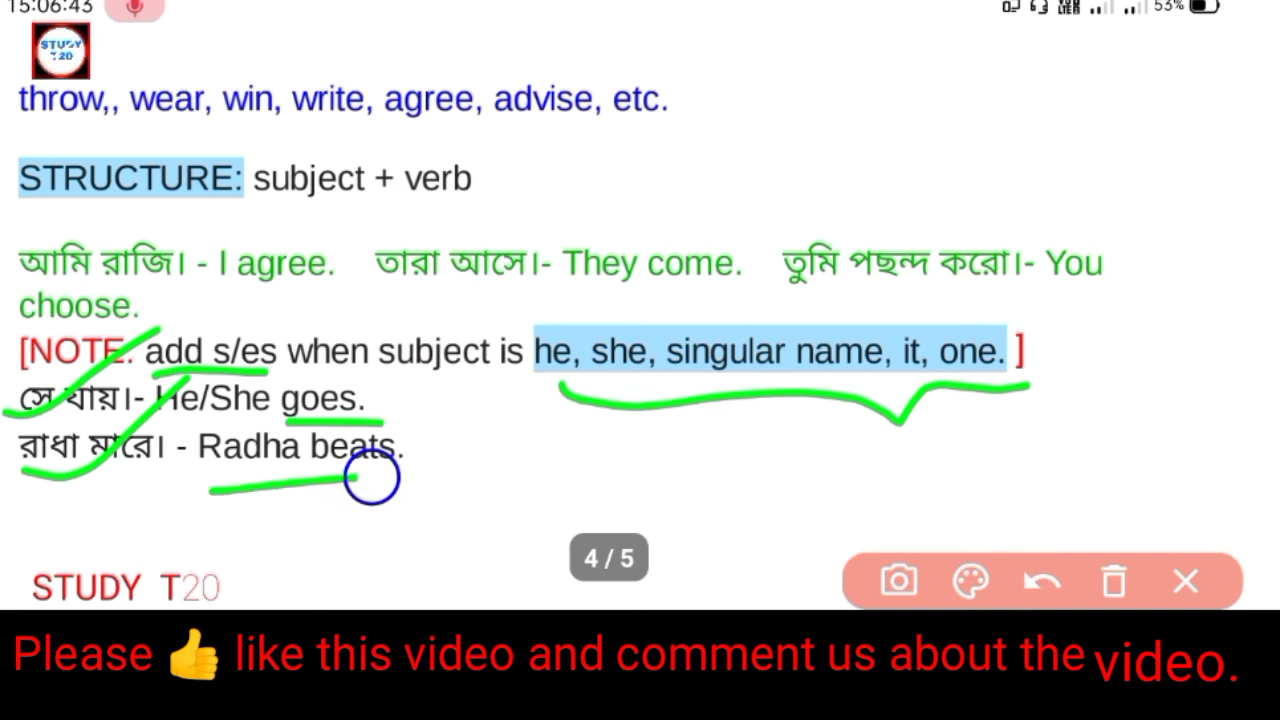 15:06:43 53%
STUDY
T20
throw,, wear, win, write, agree, advise, etc.
STRUCTURE: subject + verb
আমি রাজি। - I agree. তারা আসে।- They come. তুমি পছন্দ করো।- You
choose.
[NOTE: add s/es when subject is he, she, singular name, it, one. ]
সে যায়।- He/She goes.
রাধা মারে। - Radha beats.
4 / 5
STUDY T20
Please 👍 like this video and comment us about the video.